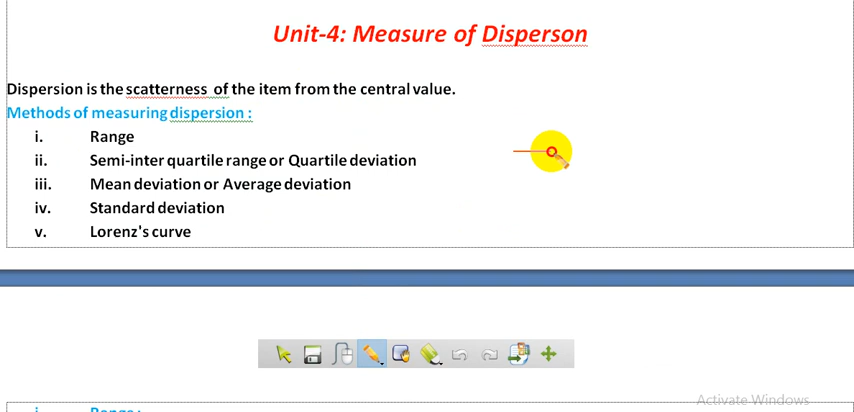 Unit-4: Measure of Disperson
Dispersion is the scatterness of the item from the central value.
Methods of measuring dispersion :
i. Range
ii. Semi-inter quartile range or Quartile deviation
iii. Mean deviation or Average deviation
iv. Standard deviation
v. Lorenz's curve
Activate Windows
i. Range :